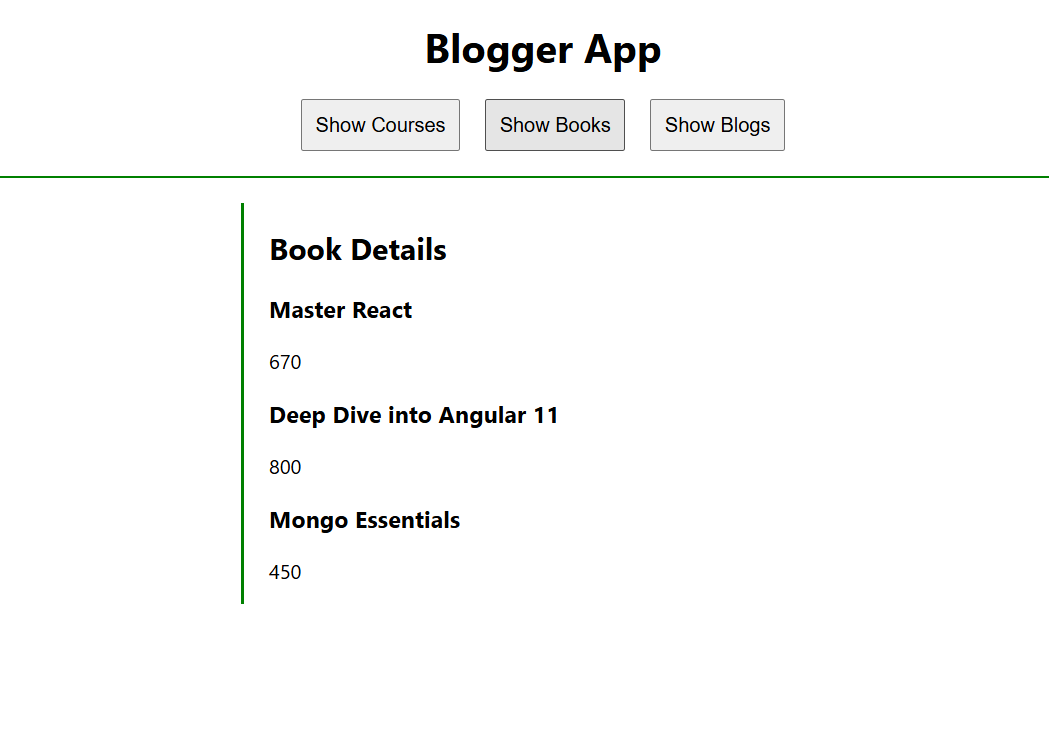 Blogger App
Show Courses Show Books Show Blogs
Book Details
Master React
670
Deep Dive into Angular 11
800
Mongo Essentials
450